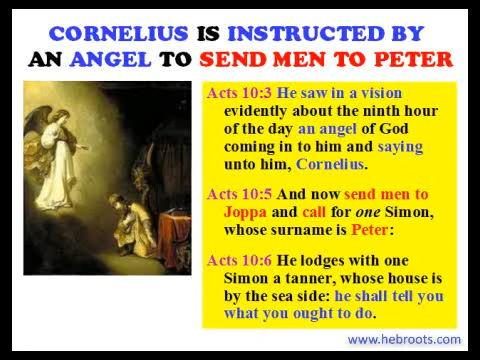 CORNELIUS IS INSTRUCTED BY
AN ANGEL TO SEND MEN TO PETER
Acts 10:3 He saw in a vision
evidently about the ninth hour
of the day an angel of God
coming in to him and saying
unto him, Cornelius.
Acts 10:5 And now send men to
Joppa and call for one Simon,
whose surname is Peter:
Acts 10:6 He lodges with one
Simon a tanner, whose house is
by the sea side: he shall tell you
what you ought to do.
www.hebroots.com